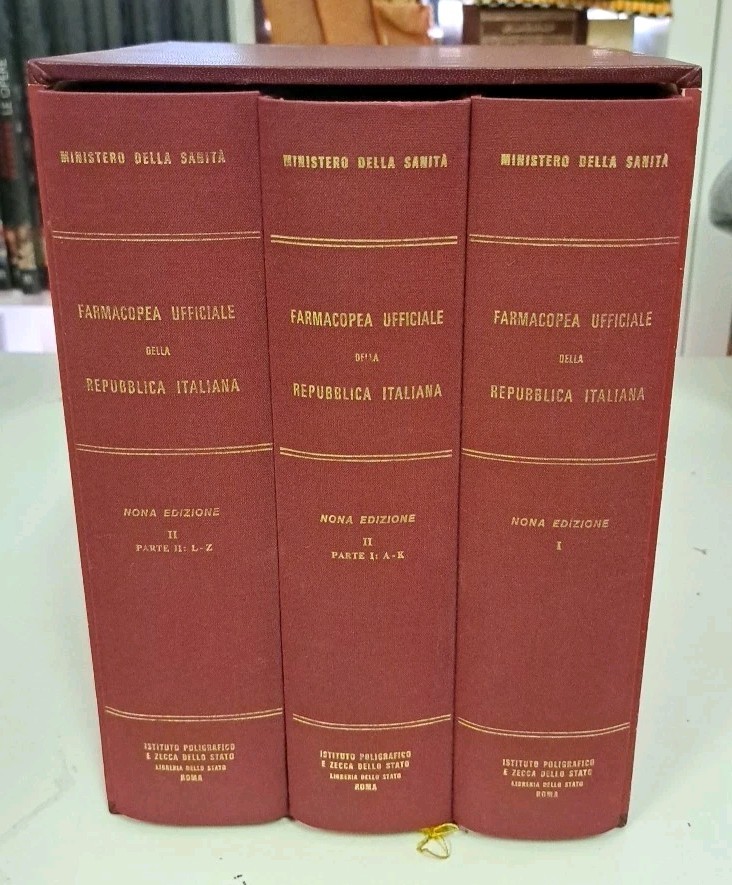 LE OPERE
MINISTERO DELLA SANITÀ
FARMACOPEA UFFICIALE
DELLA
REPUBBLICA ITALIANA
NONA EDIZIONE
II
PARTE II: L-Z
ISTITUTO POLIGRAFICO
E ZECCA DELLO STATO
LIBRERIA DELLO STATO
ROMA
MINISTERO DELLA SANITÀ
FARMACOPEA UFFICIALE
DELLA
REPUBBLICA ITALIANA
NONA EDIZIONE
II
PARTE I: A-K
ISTITUTO POLIGRAFICO
E ZECCA DELLO STATO
LIBRERIA DELLO STATO
ROMA
MINISTERO DELLA SANITÀ
FARMACOPEA UFFICIALE
DELLA
REPUBBLICA ITALIANA
NONA EDIZIONE
I
ISTITUTO POLIGRAFICO
E ZECCA DELLO STATO
LIBRERIA DELLO STATO
ROMA